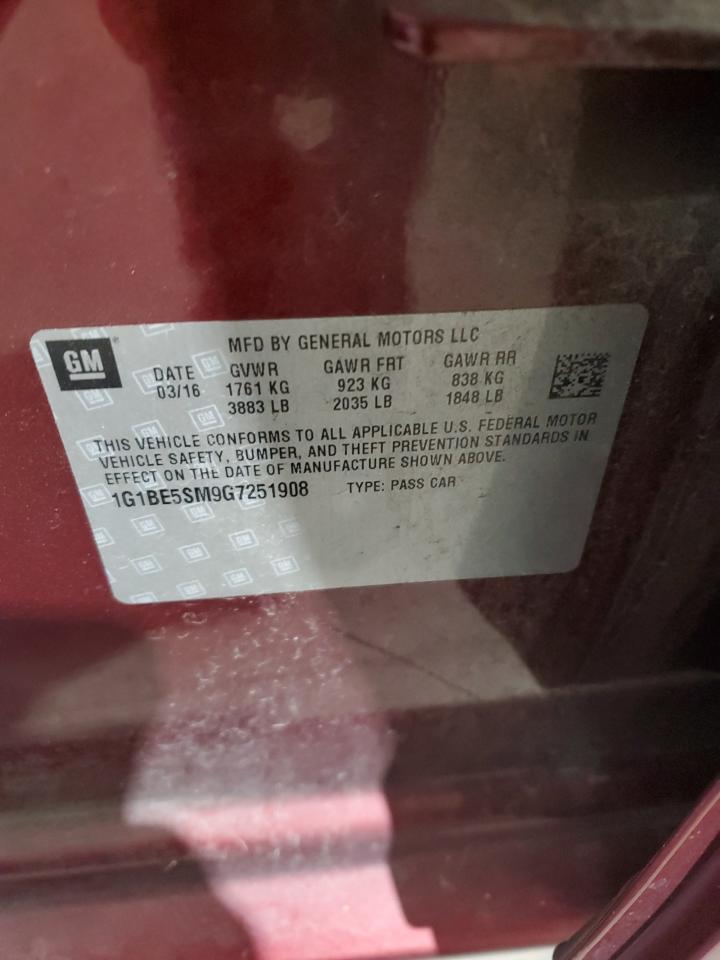 GM
MFD BY GENERAL MOTORS LLC
DATE GVWR GAWR FRT GAWR RR
03/16 1761 KG 923 KG 838 KG
3883 LB 2035 LB 1848 LB
THIS VEHICLE CONFORMS TO ALL APPLICABLE U.S. FEDERAL MOTOR
VEHICLE SAFETY, BUMPER, AND THEFT PREVENTION STANDARDS IN
EFFECT ON THE DATE OF MANUFACTURE SHOWN ABOVE.
1G1BE5SM9G7251908 TYPE: PASS CAR